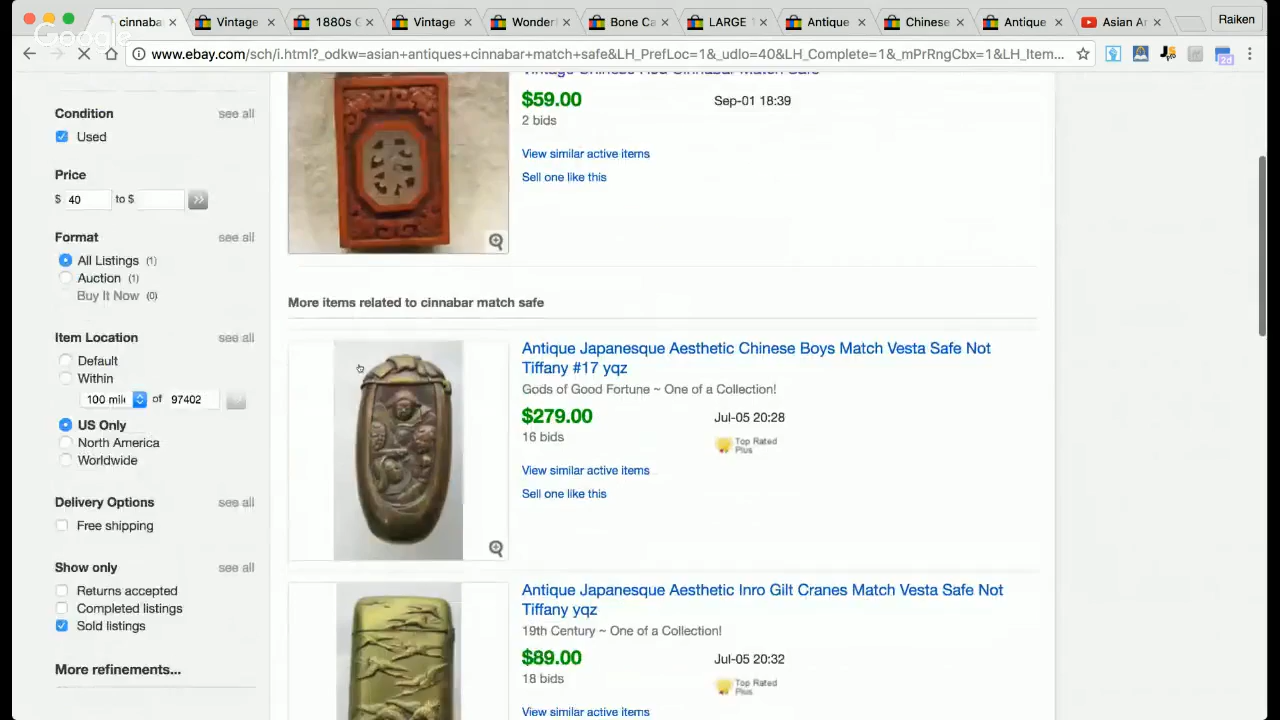 cinnabar
Vintage
1880s
Vintage
Wonder
Bone
LARGE
Antique
Chinese
Antique
Asian
Raiken
Google
www.ebay.com/sch/i.html?_odkw=asian+antiques+cinnabar+match+safe&LH_PrefLoc=1&_udlo=40&LH_Complete=1&_mPrRngCbx=1&LH_Item...
2d
Condition see all
Used
Price
$ 40 to $
Format see all
All Listings (1)
Auction (1)
Buy It Now (0)
Item Location see all
Default
Within
100 of 97402
US Only
North America
Worldwide
Delivery Options see all
Free shipping
Show only see all
Returns accepted
Completed listings
Sold listings
More refinements...
Vintage Chinese Red Cinnabar Match Safe
$59.00 Sep-01 18:39
2 bids
View similar active items
Sell one like this
More items related to cinnabar match safe
Antique Japanesque Aesthetic Chinese Boys Match Vesta Safe Not
Tiffany #17 yqz
Gods of Good Fortune ~ One of a Collection!
$279.00 Jul-05 20:28
16 bids
Top Rated
Plus
View similar active items
Sell one like this
Antique Japanesque Aesthetic Inro Gilt Cranes Match Vesta Safe Not
Tiffany yqz
19th Century ~ One of a Collection!
$89.00 Jul-05 20:32
18 bids
Top Rated
Plus
View similar active items